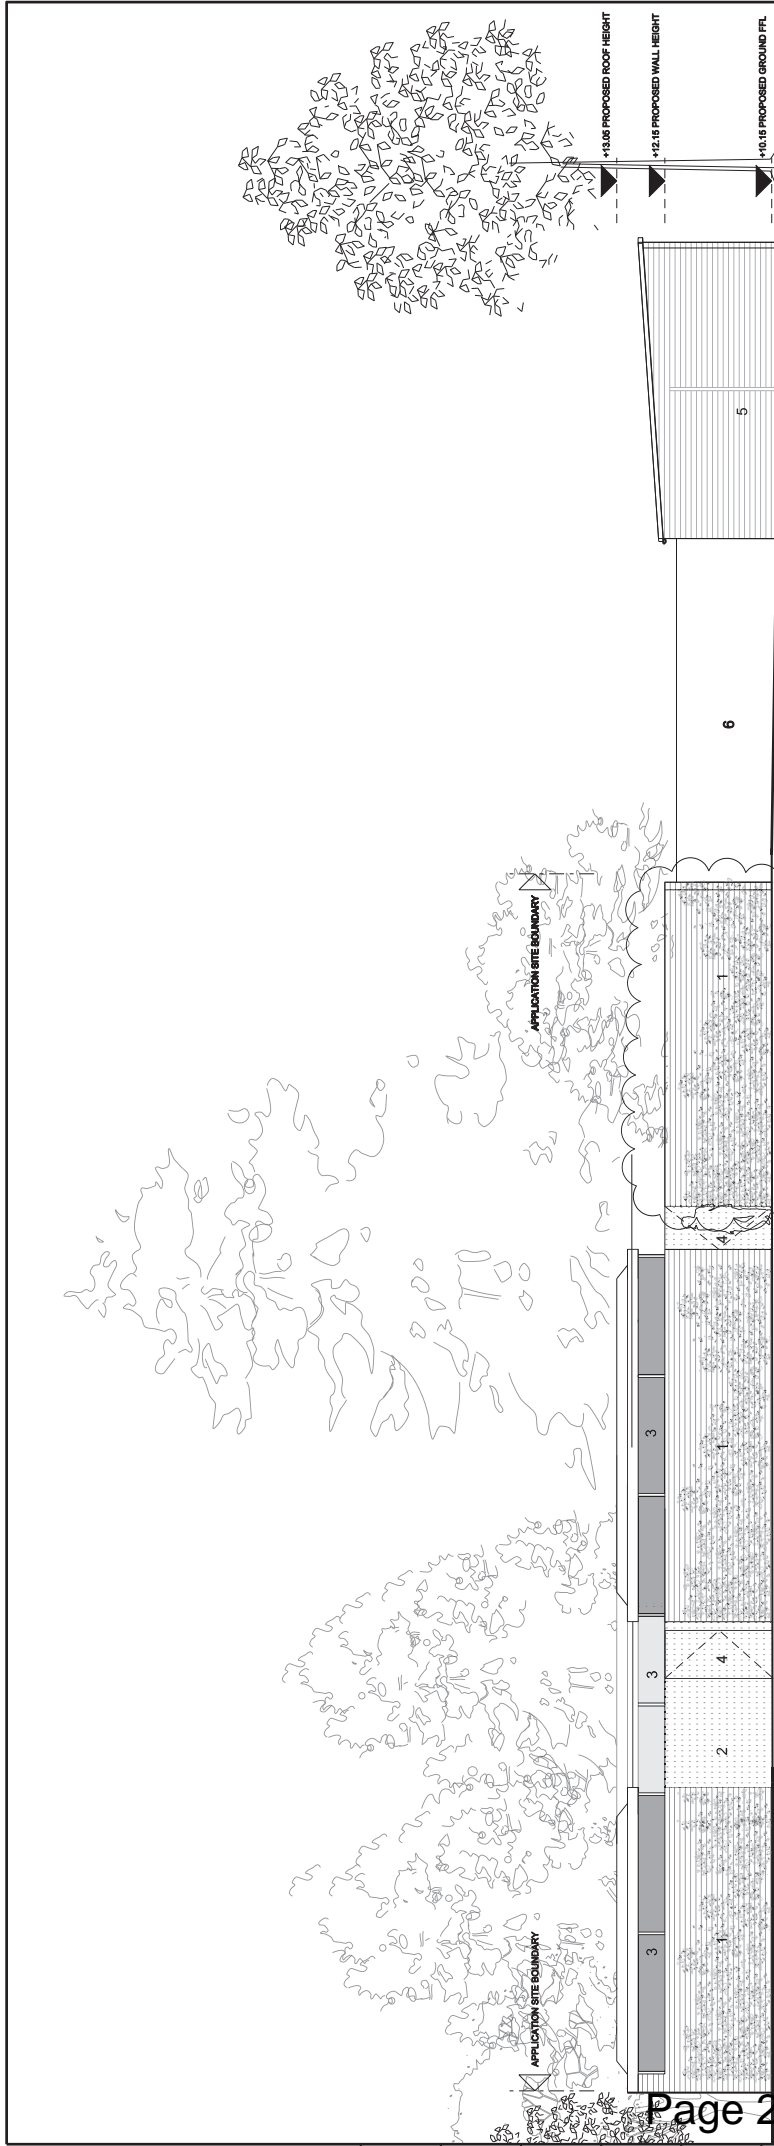 +13.05 PROPOSED ROOF HEIGHT
+12.15 PROPOSED WALL HEIGHT
+10.15 PROPOSED GROUND FFL
5
6
APPLICATION SITE BOUNDARY
1
4
3
1
3
4
2
APPLICATION SITE BOUNDARY
3
1
Page 2